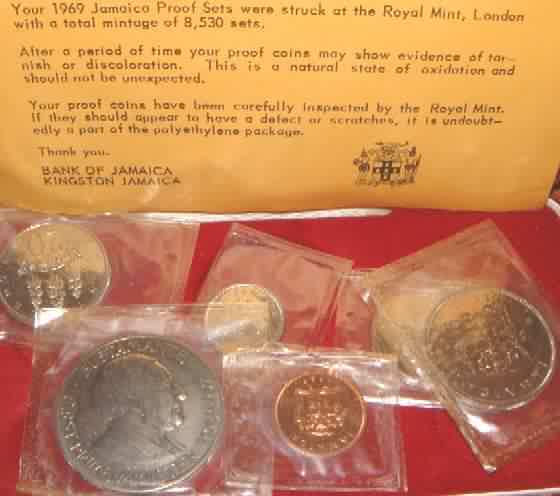 Your 1969 Jamaica Proof Sets were struck at the Royal Mint, London
with a total mintage of 8,530 sets.
After a period of time your proof coins may show evidence of tar-
nish or discoloration. This is a natural state of oxidation and
should not be unexpected.
Your proof coins have been carefully inspected by the Royal Mint.
If they should appear to have a defect or scratches, it is undoubt-
edly a part of the polyethylene package.
Thank you.
BANK OF JAMAICA
KINGSTON JAMAICA